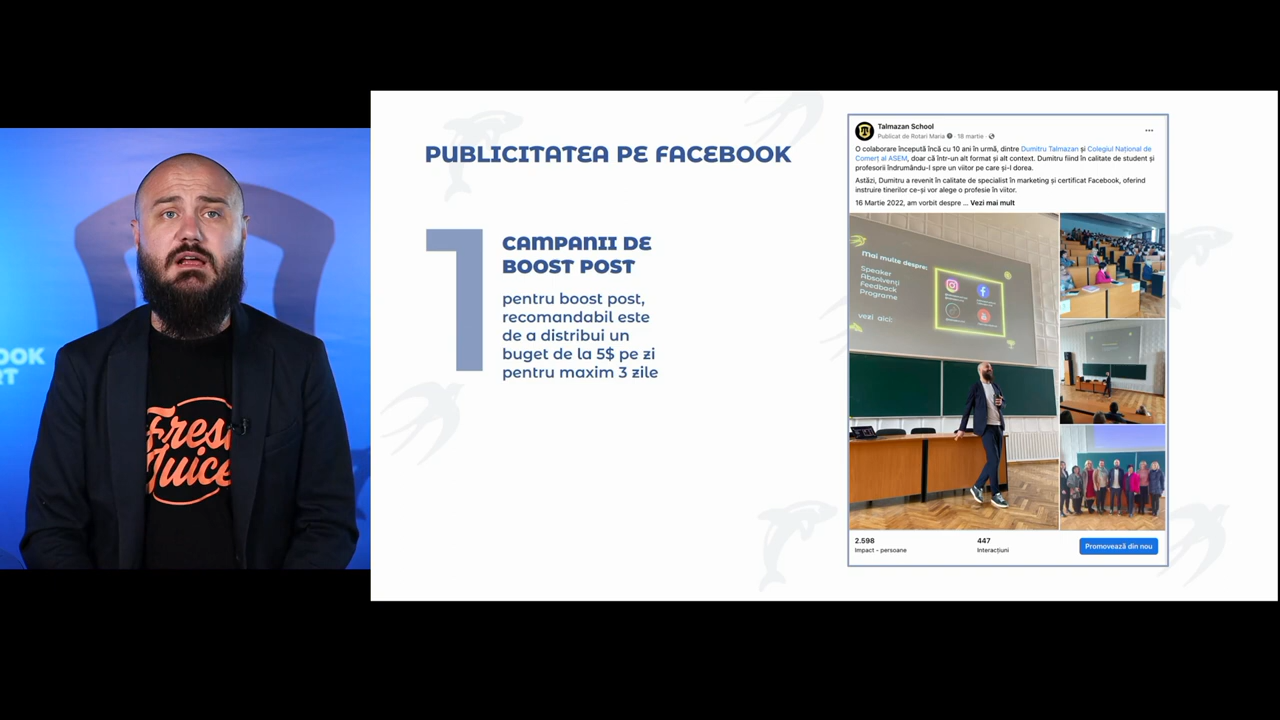 OOK
RT
Fresh
Juice
PUBLICITATEA PE FACEBOOK
1
CAMPANII DE
BOOST POST
pentru boost post,
recomandabil este
de a distribui un
buget de la 5$ pe zi
pentru maxim 3 zile
Talmazan School
Publicat de Rotari Maria · 18 martie ·
O colaborare începută încă cu 10 ani în urmă, dintre Dumitru Talmazan și Colegiul Național de
Comerț al ASEM, doar că într-un alt format și alt context. Dumitru fiind în calitate de student și
profesorii îndrumându-l spre un viitor pe care și-l dorea.
Astăzi, Dumitru a revenit în calitate de specialist în marketing și certificat Facebook, oferind
instruire tinerilor ce-și vor alege o profesie în viitor.
16 Martie 2022, am vorbit despre ... Vezi mai mult
Mai multe despre:
Speaker
Absolvenți
Feedback
Programe
vezi aici:
2.598
Impact - persoane
447
Interacțiuni
Promovează din nou